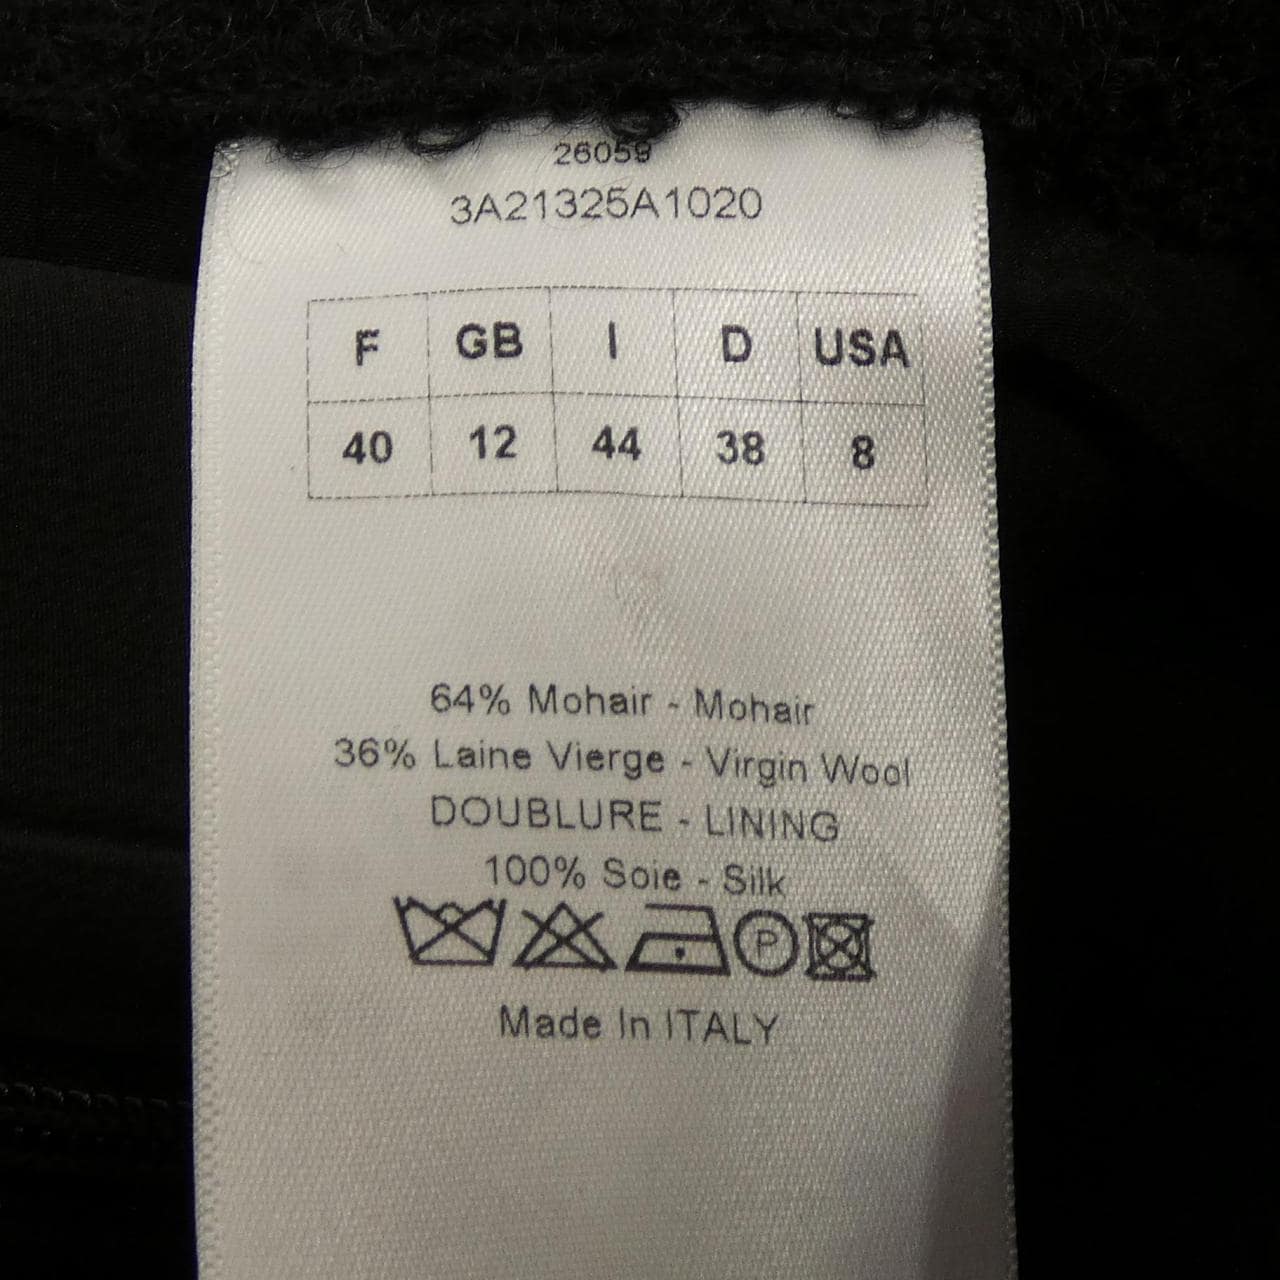 26059
3A21325A1020
F GB I D USA
40 12 44 38 8
64% Mohair - Mohair
36% Laine Vierge - Virgin Wool
DOUBLURE - LINING
100% Soie - Silk
P
Made In ITALY